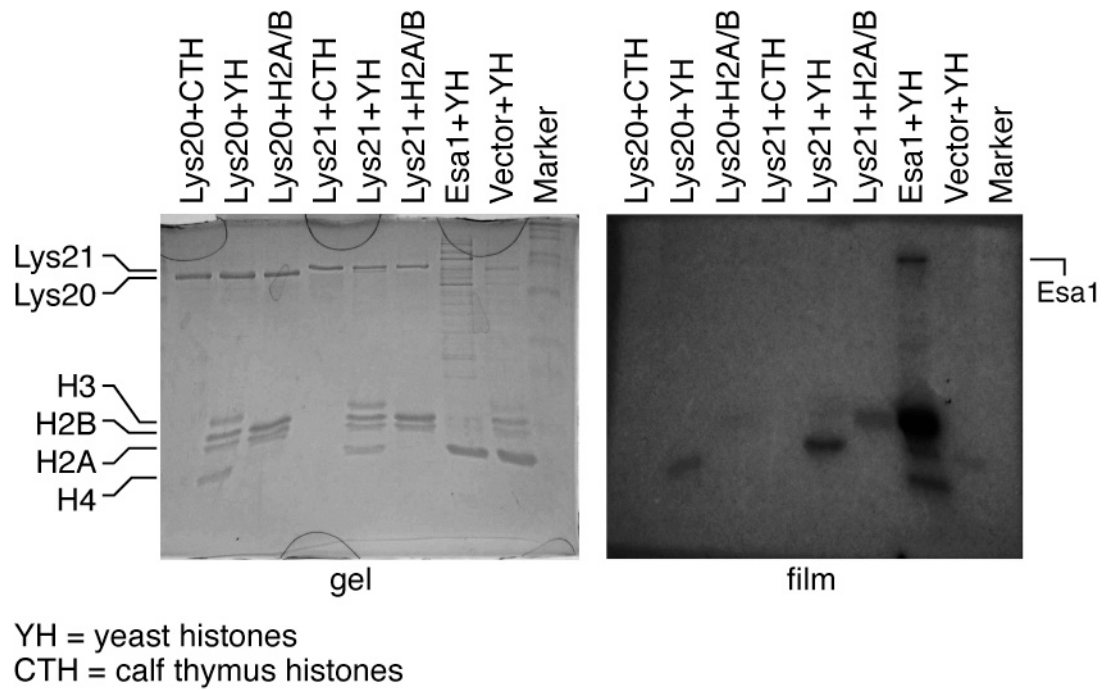 Lys20+CTH
Lys20+YH
Lys20+H2A/B
Lys21+CTH
Lys21+YH
Lys21+H2A/B
Esa1+YH
Vector+YH
Marker
Lys20+CTH
Lys20+YH
Lys20+H2A/B
Lys21+CTH
Lys21+YH
Lys21+H2A/B
Esa1+YH
Vector+YH
Marker
Lys21
Lys20
Esa1
H3
H2B
H2A
H4
gel
film
YH = yeast histones
CTH = calf thymus histones